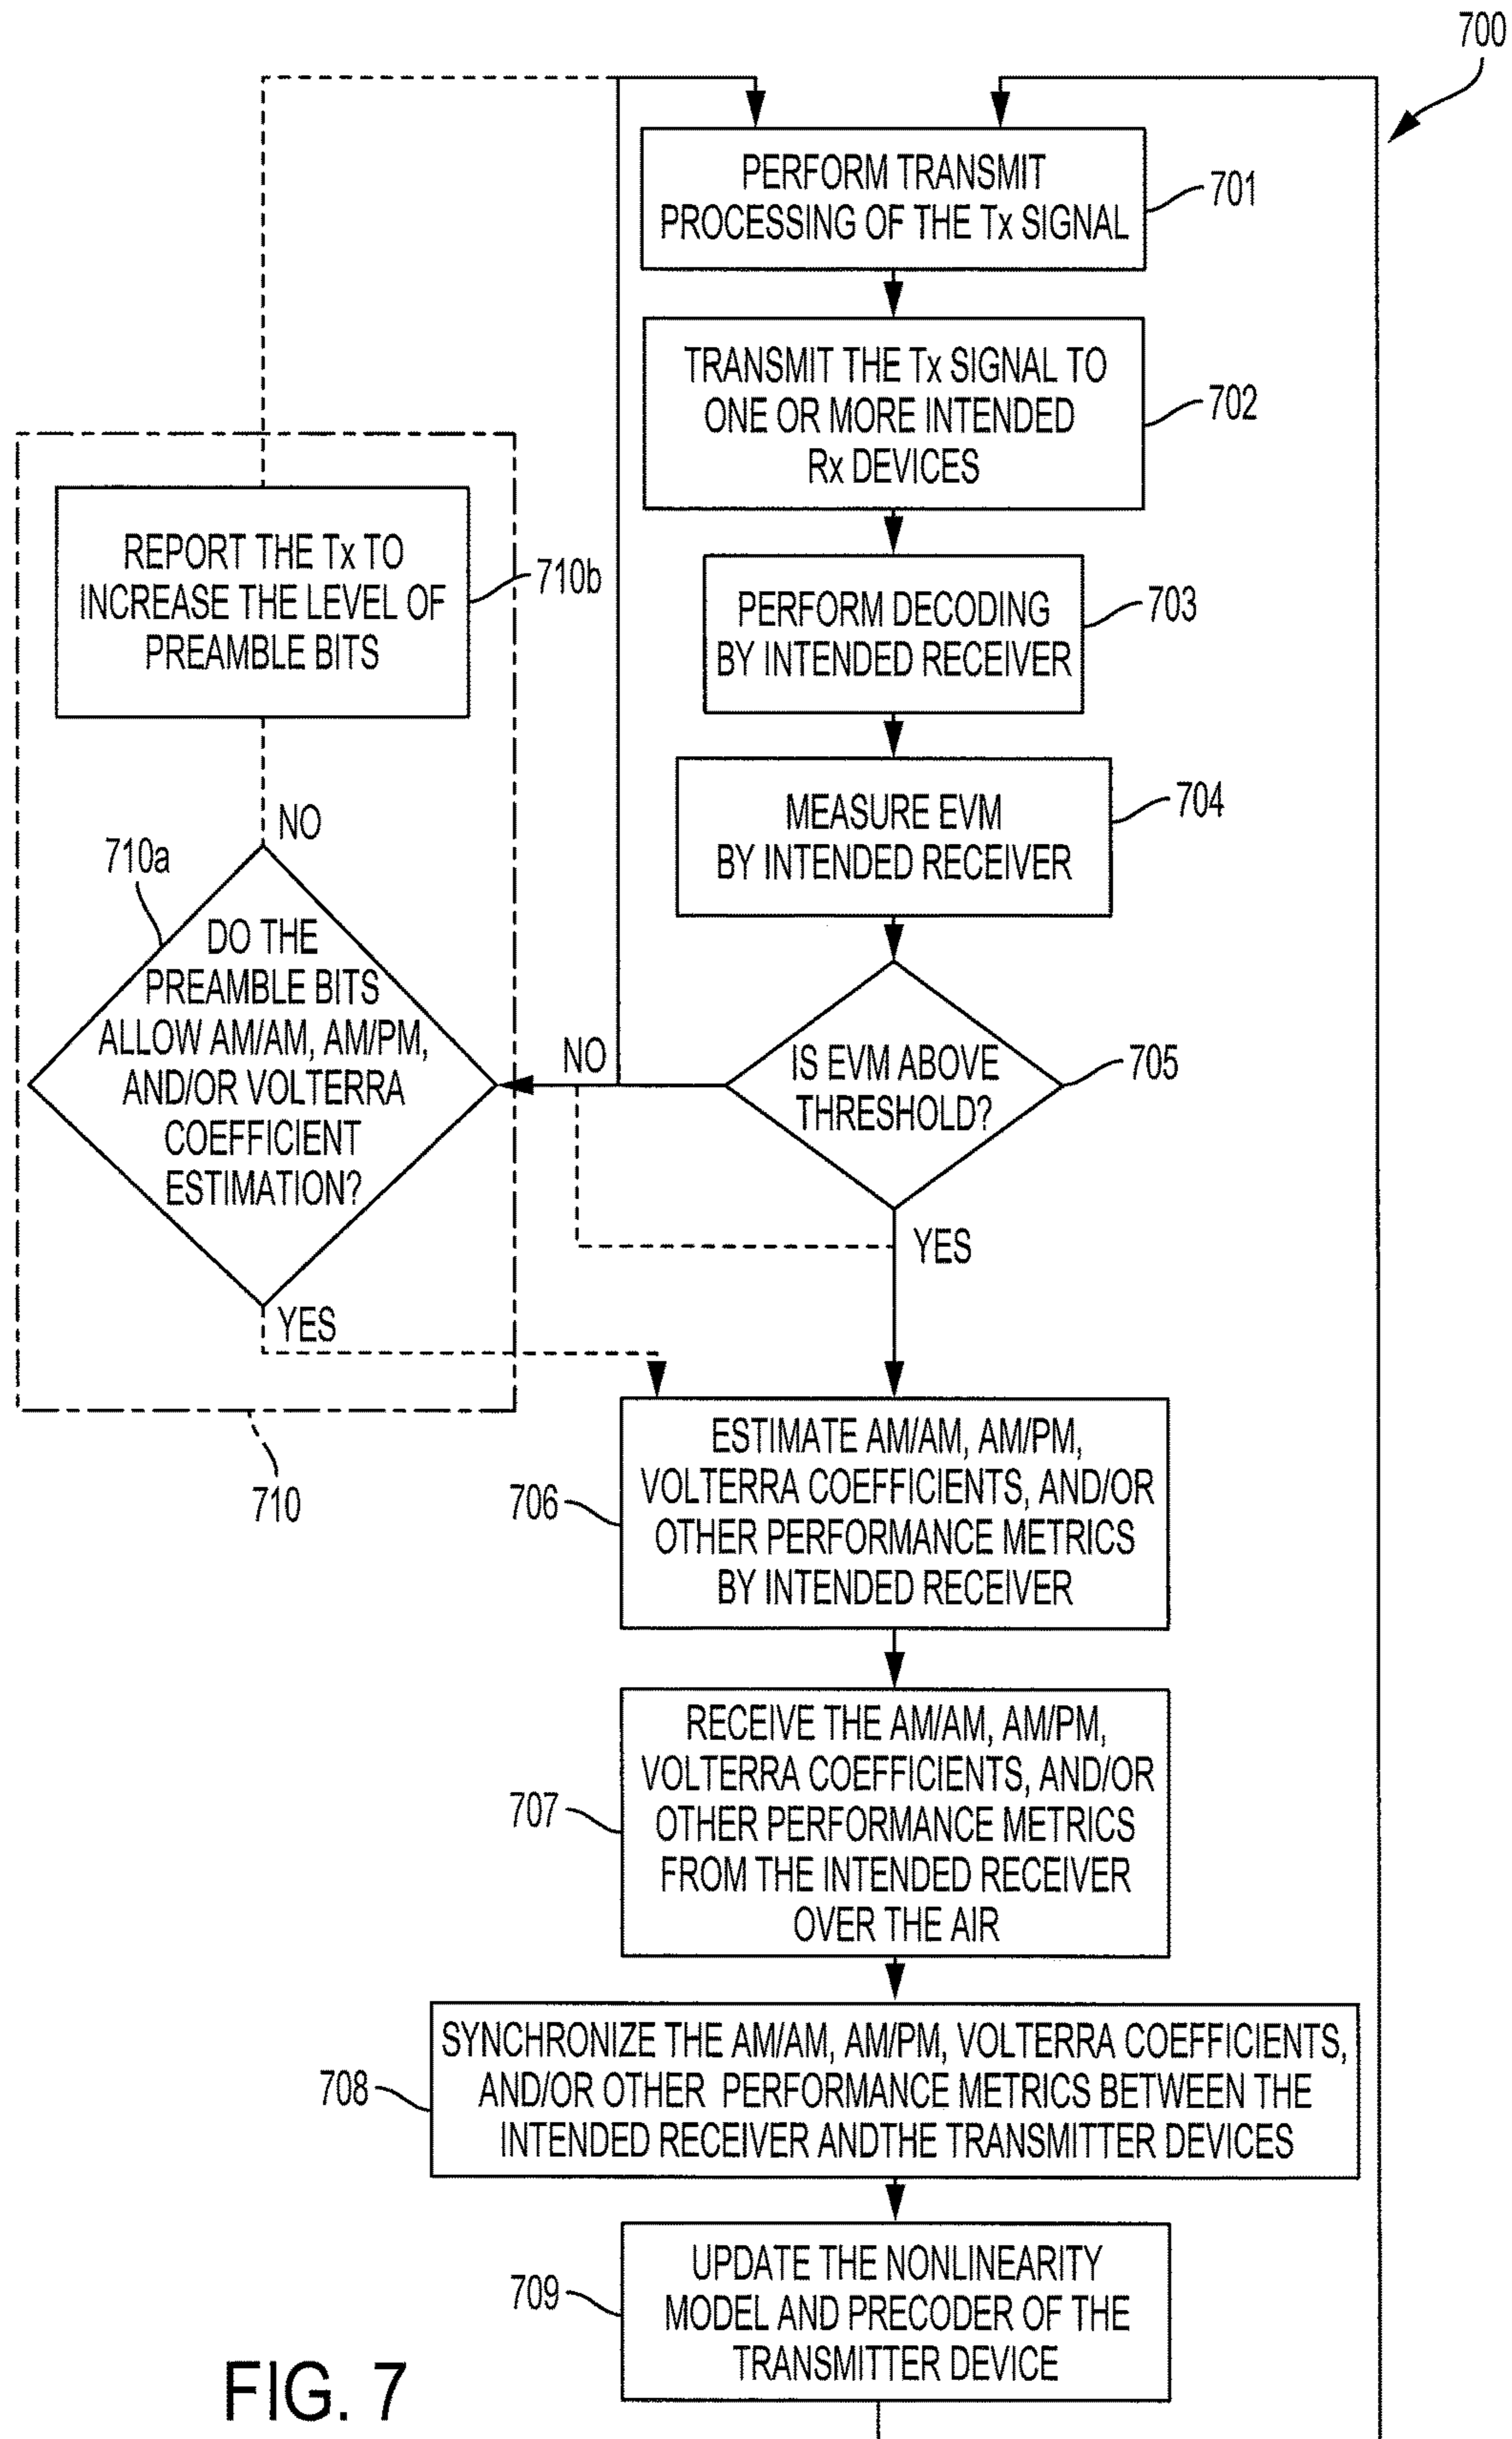 700
PERFORM TRANSMIT
PROCESSING OF THE Tx SIGNAL
701
TRANSMIT THE Tx SIGNAL TO
ONE OR MORE INTENDED
Rx DEVICES
702
REPORT THE Tx TO
INCREASE THE LEVEL OF
PREAMBLE BITS
710b
PERFORM DECODING
BY INTENDED RECEIVER
703
MEASURE EVM
BY INTENDED RECEIVER
704
NO
710a
DO THE
PREAMBLE BITS
ALLOW AM/AM, AM/PM,
AND/OR VOLTERRA
COEFFICIENT
ESTIMATION?
NO
IS EVM ABOVE
THRESHOLD?
705
YES
YES
710
ESTIMATE AM/AM, AM/PM,
VOLTERRA COEFFICIENTS, AND/OR
OTHER PERFORMANCE METRICS
BY INTENDED RECEIVER
706
RECEIVE THE AM/AM, AM/PM,
VOLTERRA COEFFICIENTS, AND/OR
OTHER PERFORMANCE METRICS
FROM THE INTENDED RECEIVER
OVER THE AIR
707
SYNCHRONIZE THE AM/AM, AM/PM, VOLTERRA COEFFICIENTS,
AND/OR OTHER PERFORMANCE METRICS BETWEEN THE
INTENDED RECEIVER ANDTHE TRANSMITTER DEVICES
708
UPDATE THE NONLINEARITY
MODEL AND PRECODER OF THE
TRANSMITTER DEVICE
709
FIG. 7